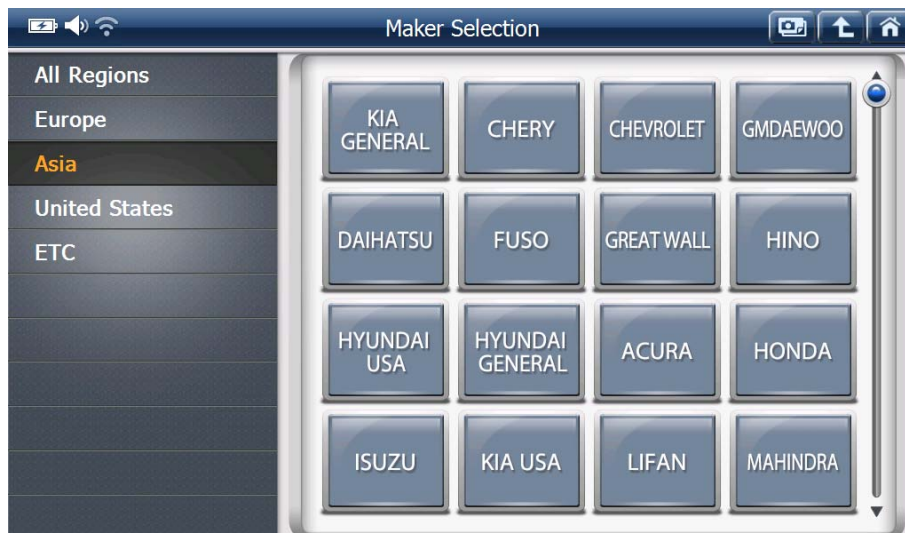 Maker Selection
All Regions
Europe
Asia
United States
ETC
KIA
GENERAL
CHERY
CHEVROLET
GMDAEWOO
DAIHATSU
FUSO
GREAT WALL
HINO
HYUNDAI
USA
HYUNDAI
GENERAL
ACURA
HONDA
ISUZU
KIA USA
LIFAN
MAHINDRA